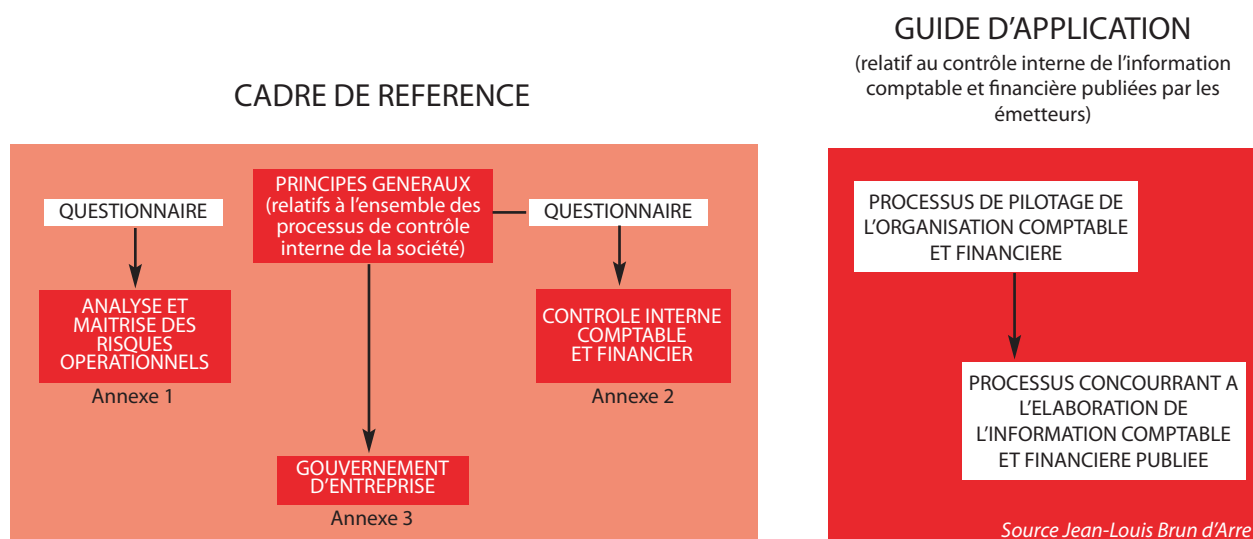 CADRE DE REFERENCE
QUESTIONNAIRE
ANALYSE ET
MAITRISE DES
RISQUES
OPERATIONNELS
Annexe 1
PRINCIPES GENERAUX
(relatifs à l'ensemble des
processus de contrôle
interne de la société)
QUESTIONNAIRE
CONTROLE INTERNE
COMPTABLE
ET FINANCIER
Annexe 2
GOUVERNEMENT
D'ENTREPRISE
Annexe 3
GUIDE D'APPLICATION
(relatif au contrôle interne de l'information
comptable et financière publiées par les
émetteurs)
PROCESSUS DE PILOTAGE DE
L'ORGANISATION COMPTABLE
ET FINANCIERE
PROCESSUS CONCOURRANT A
L'ELABORATION DE
L'INFORMATION COMPTABLE
ET FINANCIERE PUBLIEE
Source Jean-Louis Brun d'Arre